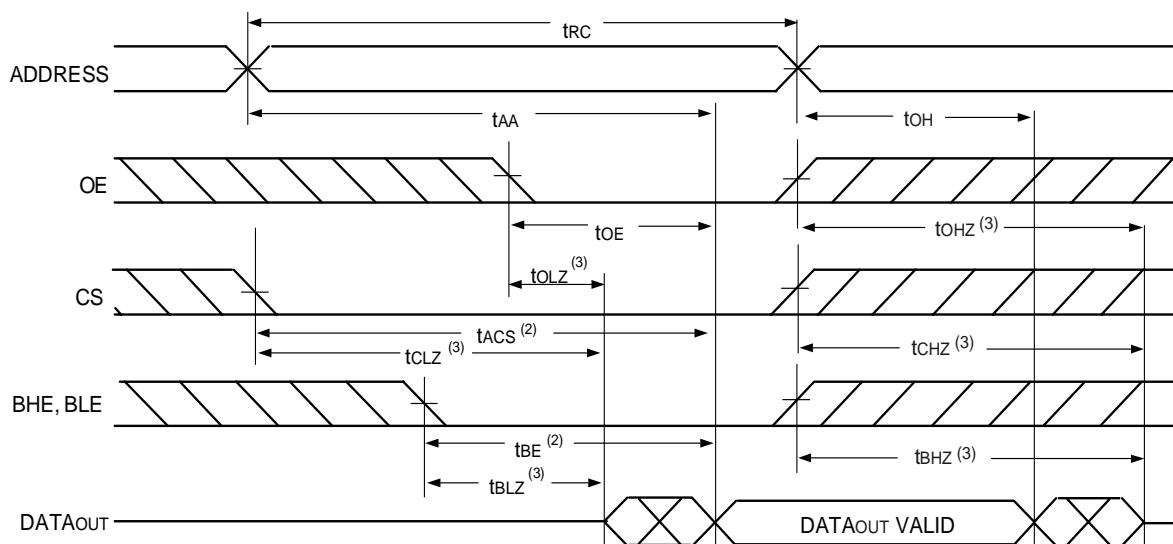 tRC
ADDRESS
tAA
tOH
OE
tOE
tOHZ (3)
tOLZ (3)
CS
tACS (2)
tCLZ (3)
tCHZ (3)
BHE, BLE
tBE (2)
tBHZ (3)
tBLZ (3)
DATAOUT
DATAOUT VALID